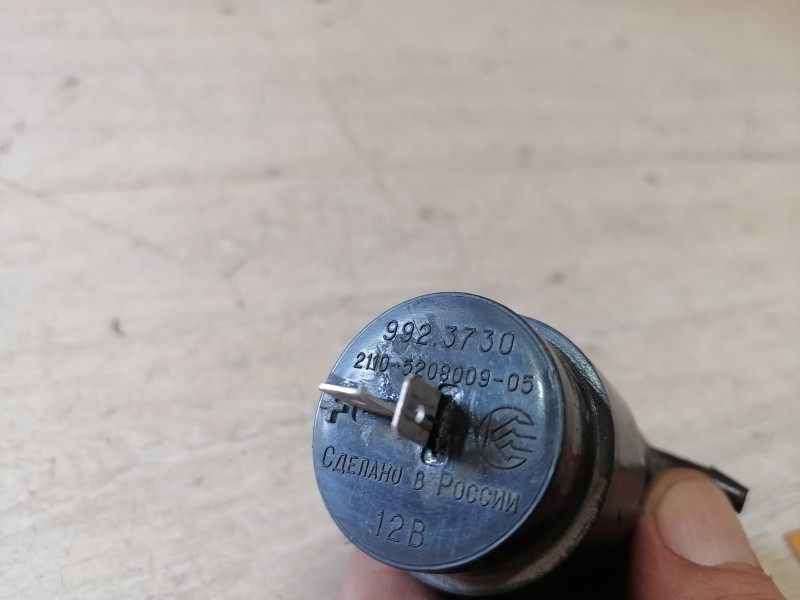 992.3730
2110-5208009-05
+
Сделано в России
12В